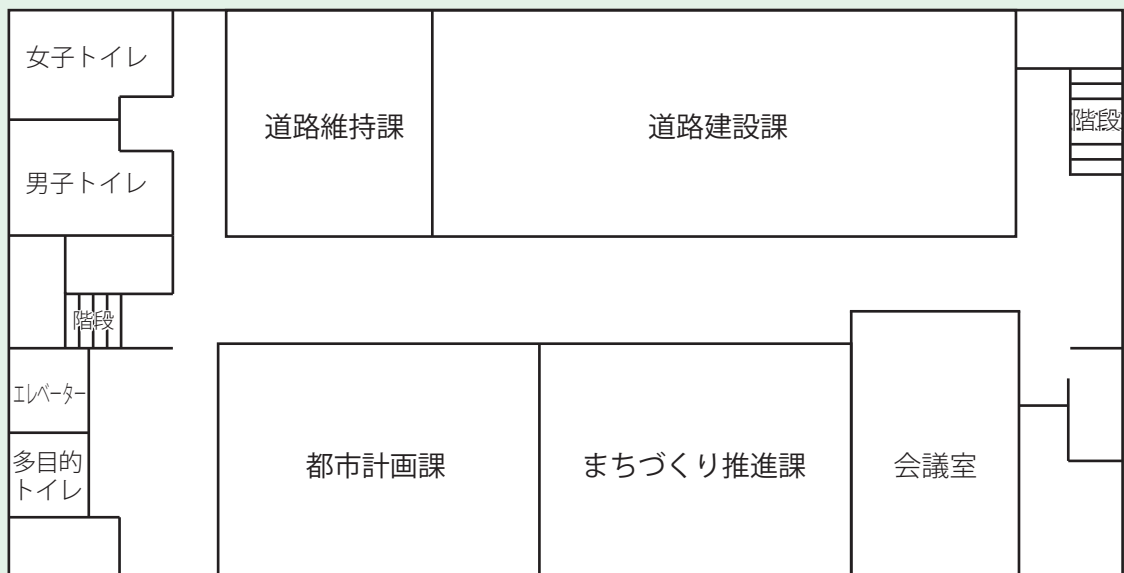 女子トイレ
道路維持課
道路建設課
階段
男子トイレ
階段
エレベーター
都市計画課
まちづくり推進課
会議室
多目的
トイレ